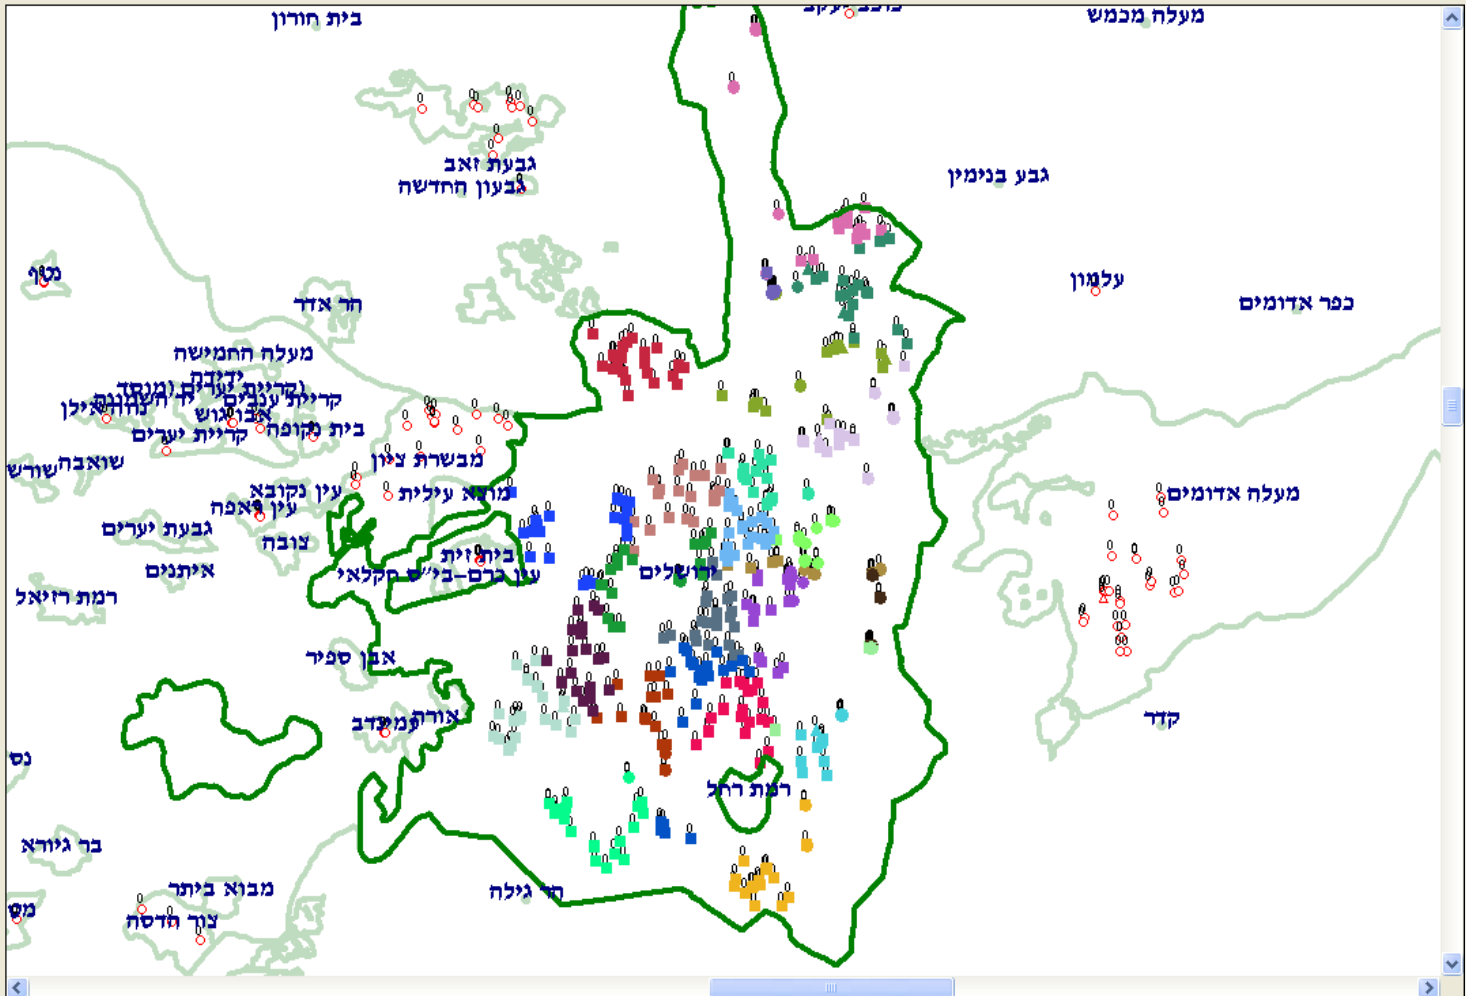 בית חורון
מעלה מכמש
גבעת זאב
גבעון החדשה
גבע בנימין
נטף
הר אדר
עלמון
כפר אדומים
מעלה החמישה
ידידה
קריית ענבים
אבו גוש
בית נקופה
קריית יערים
מבשרת ציון
שואבה
שורש
עין נקובא
מוצא עילית
מעלה אדומים
עין ראפה
גבעת יערים
צובה
בית זית
איתנים
עין כרם-בי"ס חקלאי
ירושלים
רמת רזיאל
אבן ספיר
אורה
עמינדב
קדר
נס
רמת רחל
בר גיורא
מבוא ביתר
הר גילה
צור הדסה